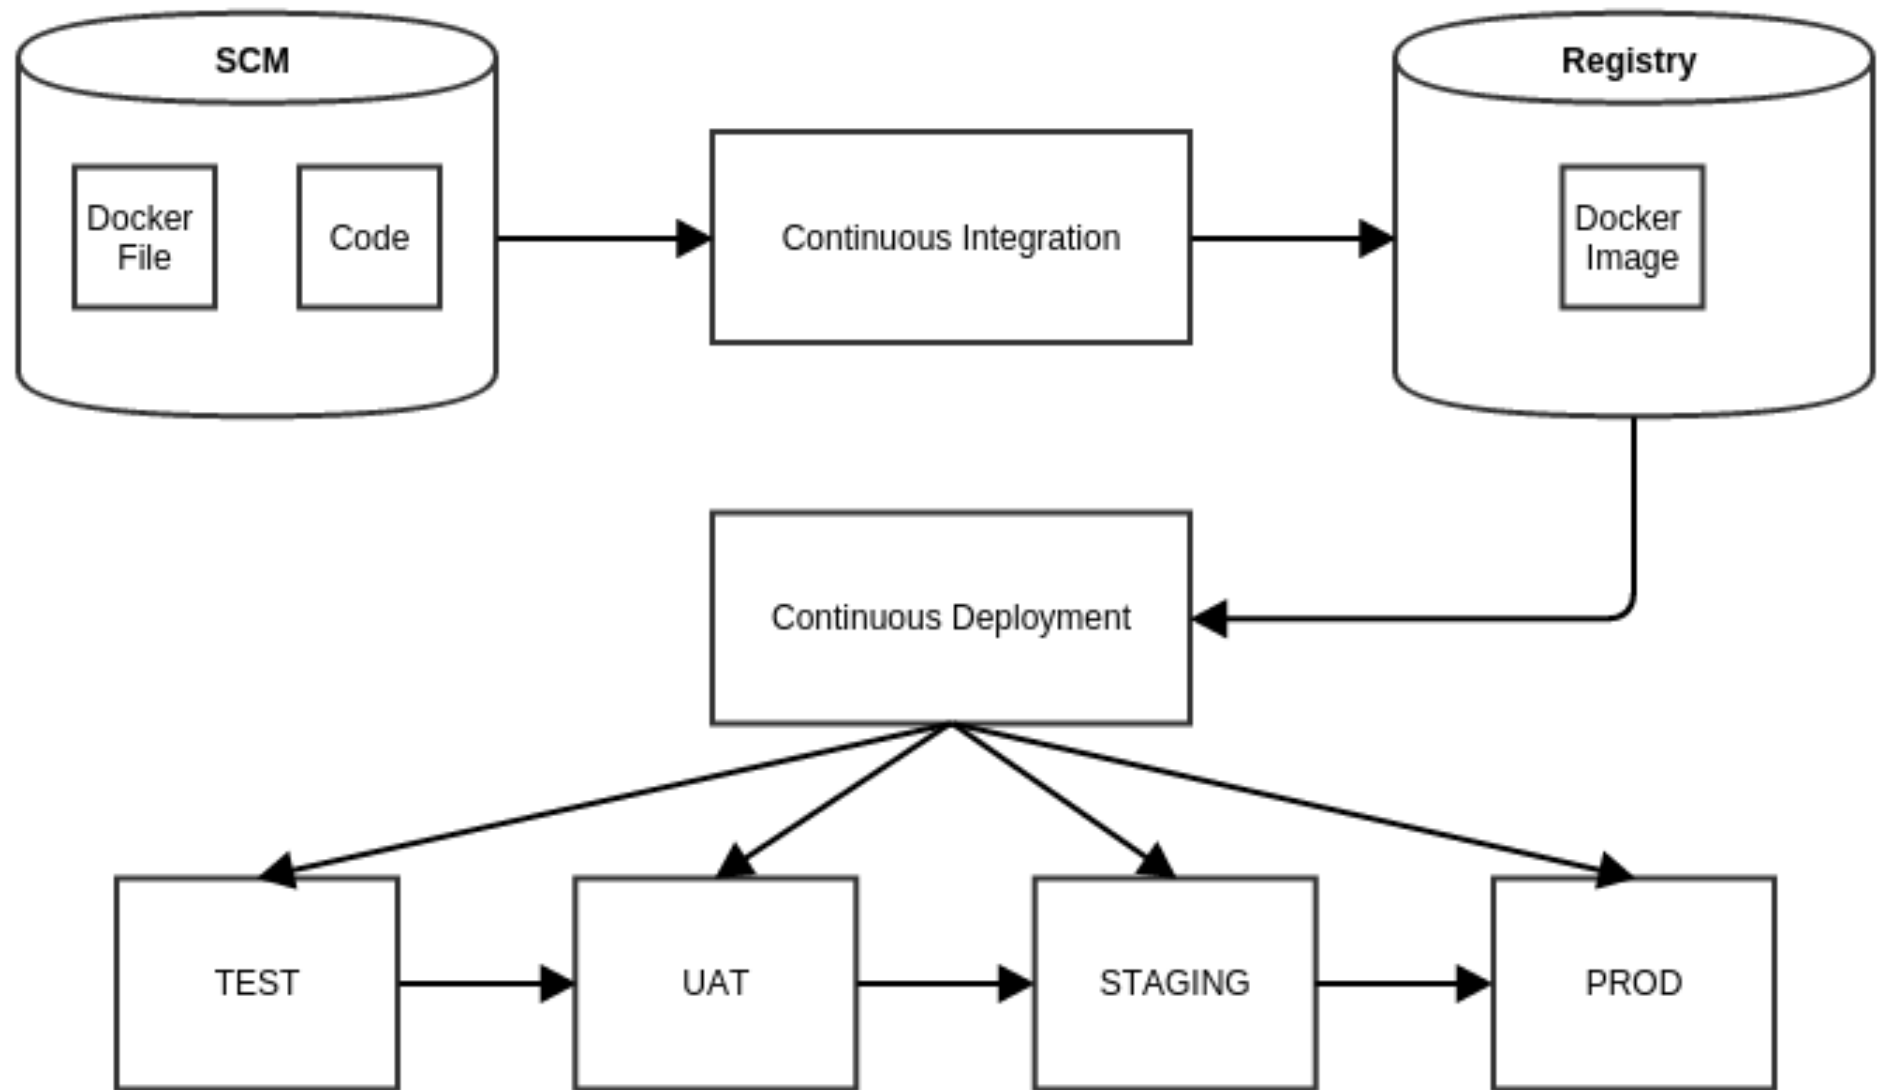 SCM
Docker
File
Code
Continuous Integration
Registry
Docker
Image
Continuous Deployment
TEST
UAT
STAGING
PROD